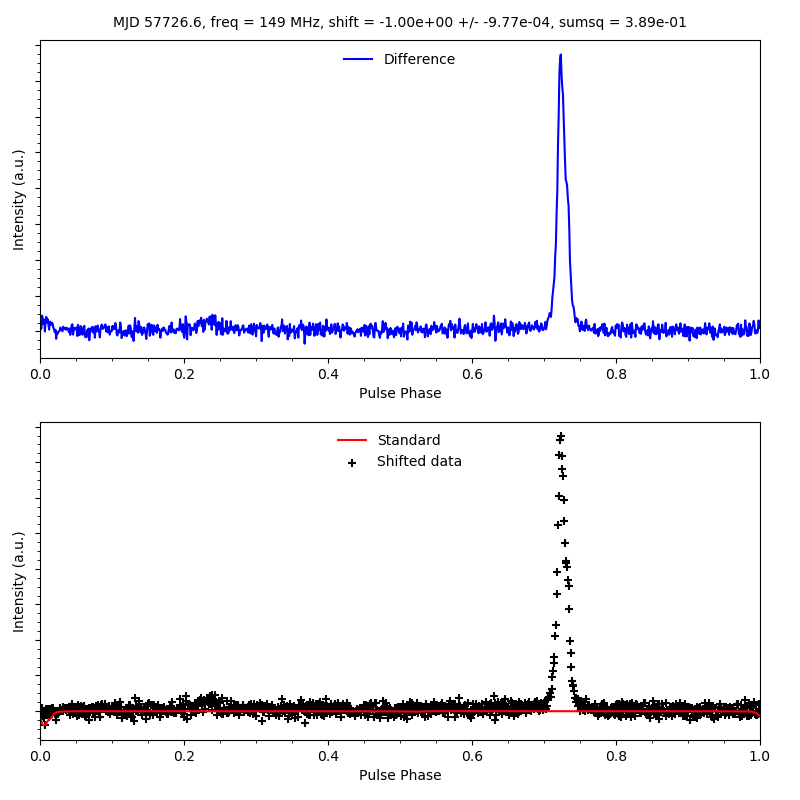 MJD 57726.6, freq = 149 MHz, shift = -1.00e+00 +/- -9.77e-04, sumsq = 3.89e-01
Difference
Intensity (a.u.)
0.0 0.2 0.4 0.6 0.8 1.0
Pulse Phase
Standard
Shifted data
Intensity (a.u.)
0.0 0.2 0.4 0.6 0.8 1.0
Pulse Phase